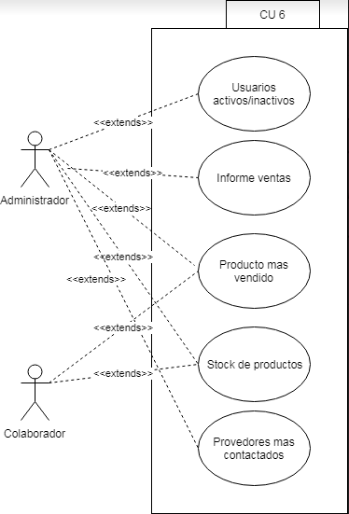 CU 6
Usuarios
activos/inactivos
<<extends>>
Informe ventas
<<extends>>
Administrador
<<extends>>
<<extends>>
Producto mas
vendido
<<extends>>
<<extends>>
Stock de productos
<<extends>>
Colaborador
Provedores mas
contactados